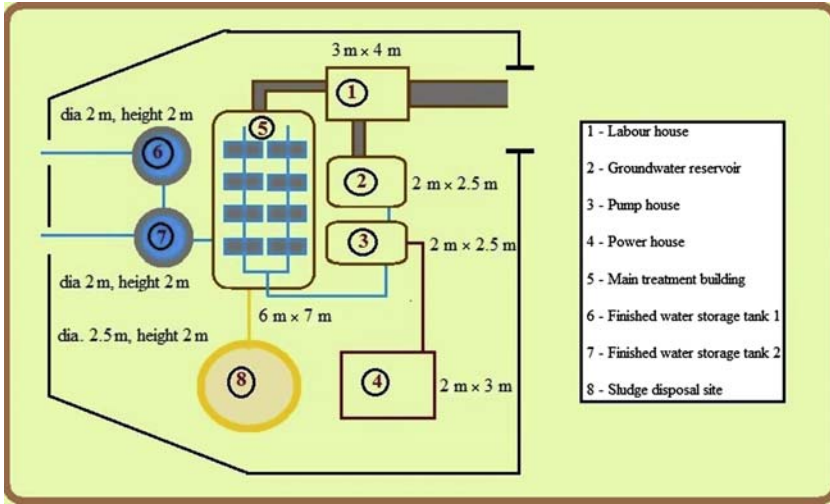 3 m × 4 m
1
5
dia 2 m, height 2 m
6
2
2 m × 2.5 m
7
3
2 m × 2.5 m
dia 2 m, height 2 m
6 m × 7 m
dia. 2.5 m, height 2 m
8
4
2 m × 3 m
1 - Labour house
2 - Groundwater reservoir
3 - Pump house
4 - Power house
5 - Main treatment building
6 - Finished water storage tank 1
7 - Finished water storage tank 2
8 - Sludge disposal site